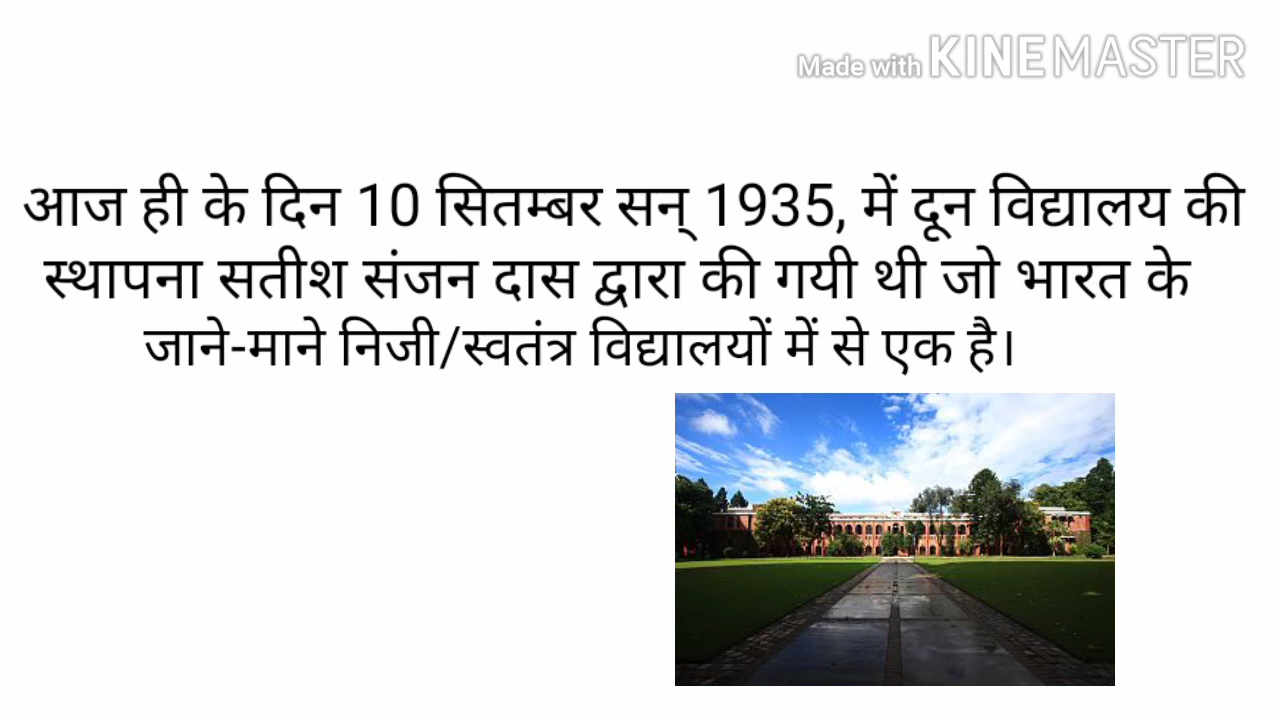 Made with KINEMASTER
आज ही के दिन 10 सितम्बर सन् 1935, में दून विद्यालय की
स्थापना सतीश संजन दास द्वारा की गयी थी जो भारत के
जाने-माने निजी/स्वतंत्र विद्यालयों में से एक है।